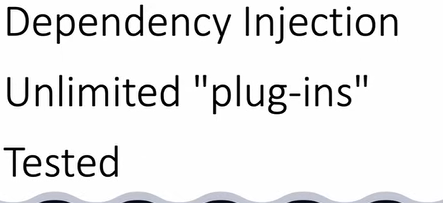 Dependency Injection
Unlimited "plug-ins"
Tested